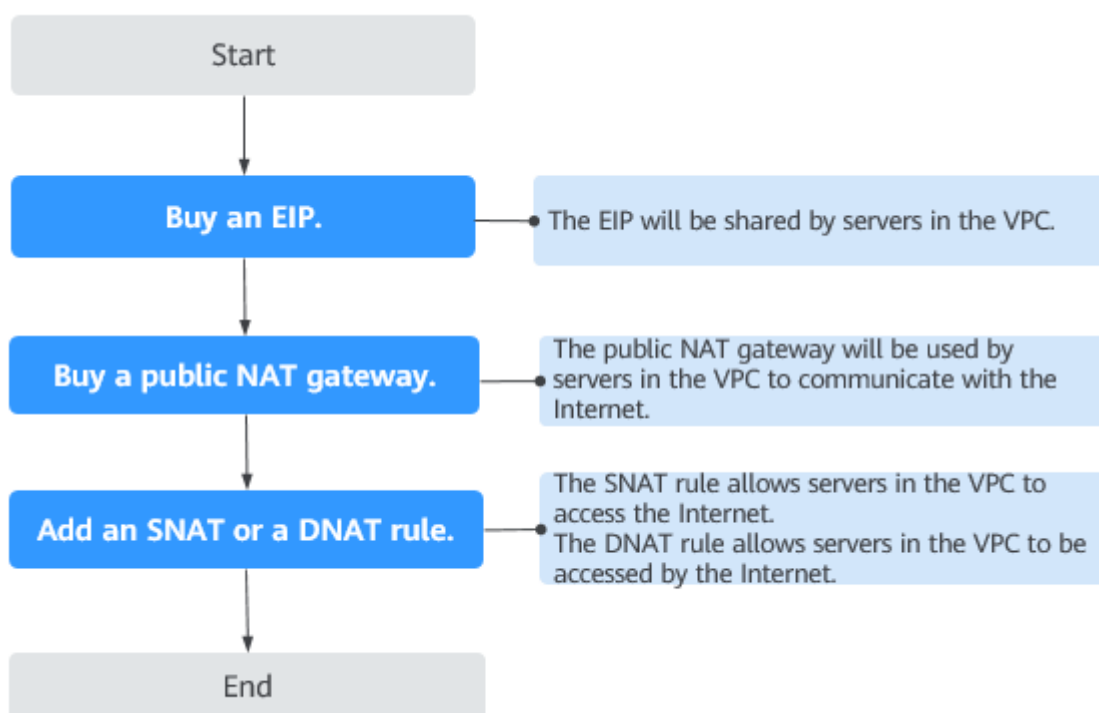 Start
Buy an EIP.
The EIP will be shared by servers in the VPC.
Buy a public NAT gateway.
The public NAT gateway will be used by
servers in the VPC to communicate with the
Internet.
Add an SNAT or a DNAT rule.
The SNAT rule allows servers in the VPC to
access the Internet.
The DNAT rule allows servers in the VPC to be
accessed by the Internet.
End